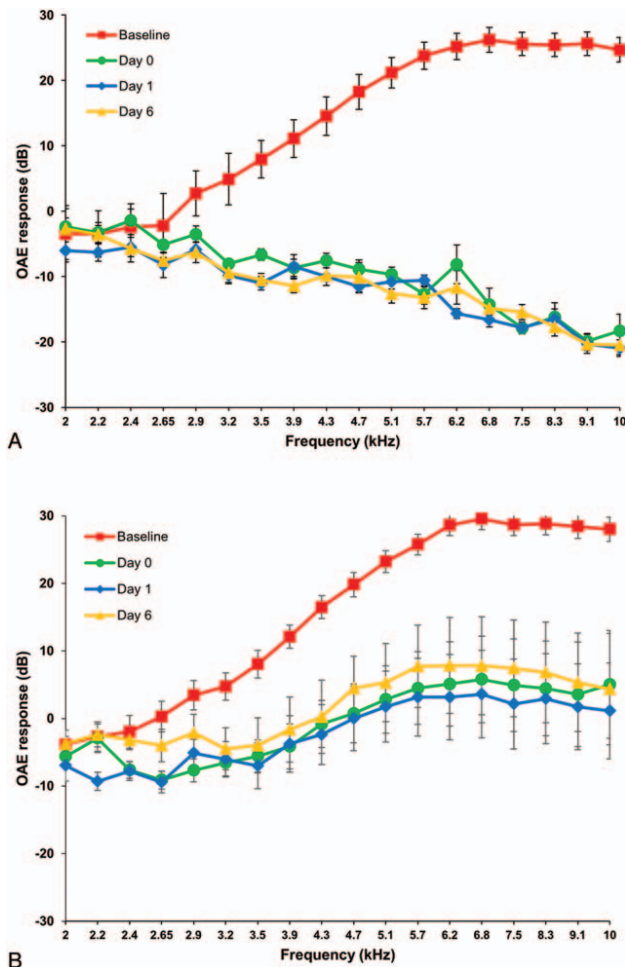 30
20
10
0
-10
-20
-30
OAE response (dB)
Baseline
Day 0
Day 1
Day 6
2 2.2 2.4 2.65 2.9 3.2 3.5 3.9 4.3 4.7 5.1 5.7 6.2 6.8 7.5 8.3 9.1 10
Frequency (kHz)
A
30
20
10
0
-10
-20
-30
OAE response (dB)
Baseline
Day 0
Day 1
Day 6
2 2.2 2.4 2.65 2.9 3.2 3.5 3.9 4.3 4.7 5.1 5.7 6.2 6.8 7.5 8.3 9.1 10
Frequency (kHz)
B